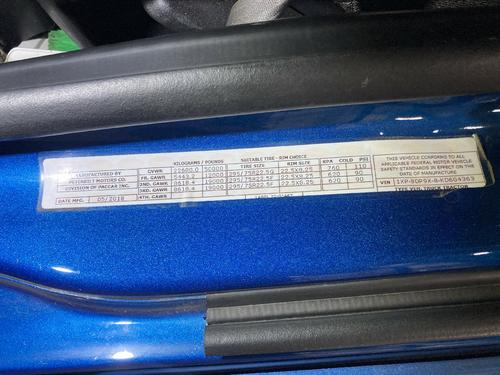 KILOGRAMS / POUNDS SUITABLE TIRE - RIM CHOICE
TIRE SIZE RIM SIZE KPA COLD PSI
MANUFACTURED BY GVWR 22680.0 50000
PETERBILT MOTORS CO. FR. GAWR 5443.2 12000 295/75R22.5G 22.5X8.25 760 110
DIVISION OF PACCAR INC. 2ND. GAWR 8618.4 19000 295/75R22.5F 22.5X8.25 620 90
3RD. GAWR 8618.4 19000 295/75R22.5F 22.5X8.25 620 90
DATE MFG. 05/2018 4TH. GAWR
THIS VEHICLE CONFORMS TO ALL
APPLICABLE FEDERAL MOTOR VEHICLE
SAFETY STANDARDS IN EFFECT ON THE
DATE OF MANUFACTURE
VIN
TRUCK TRACTOR